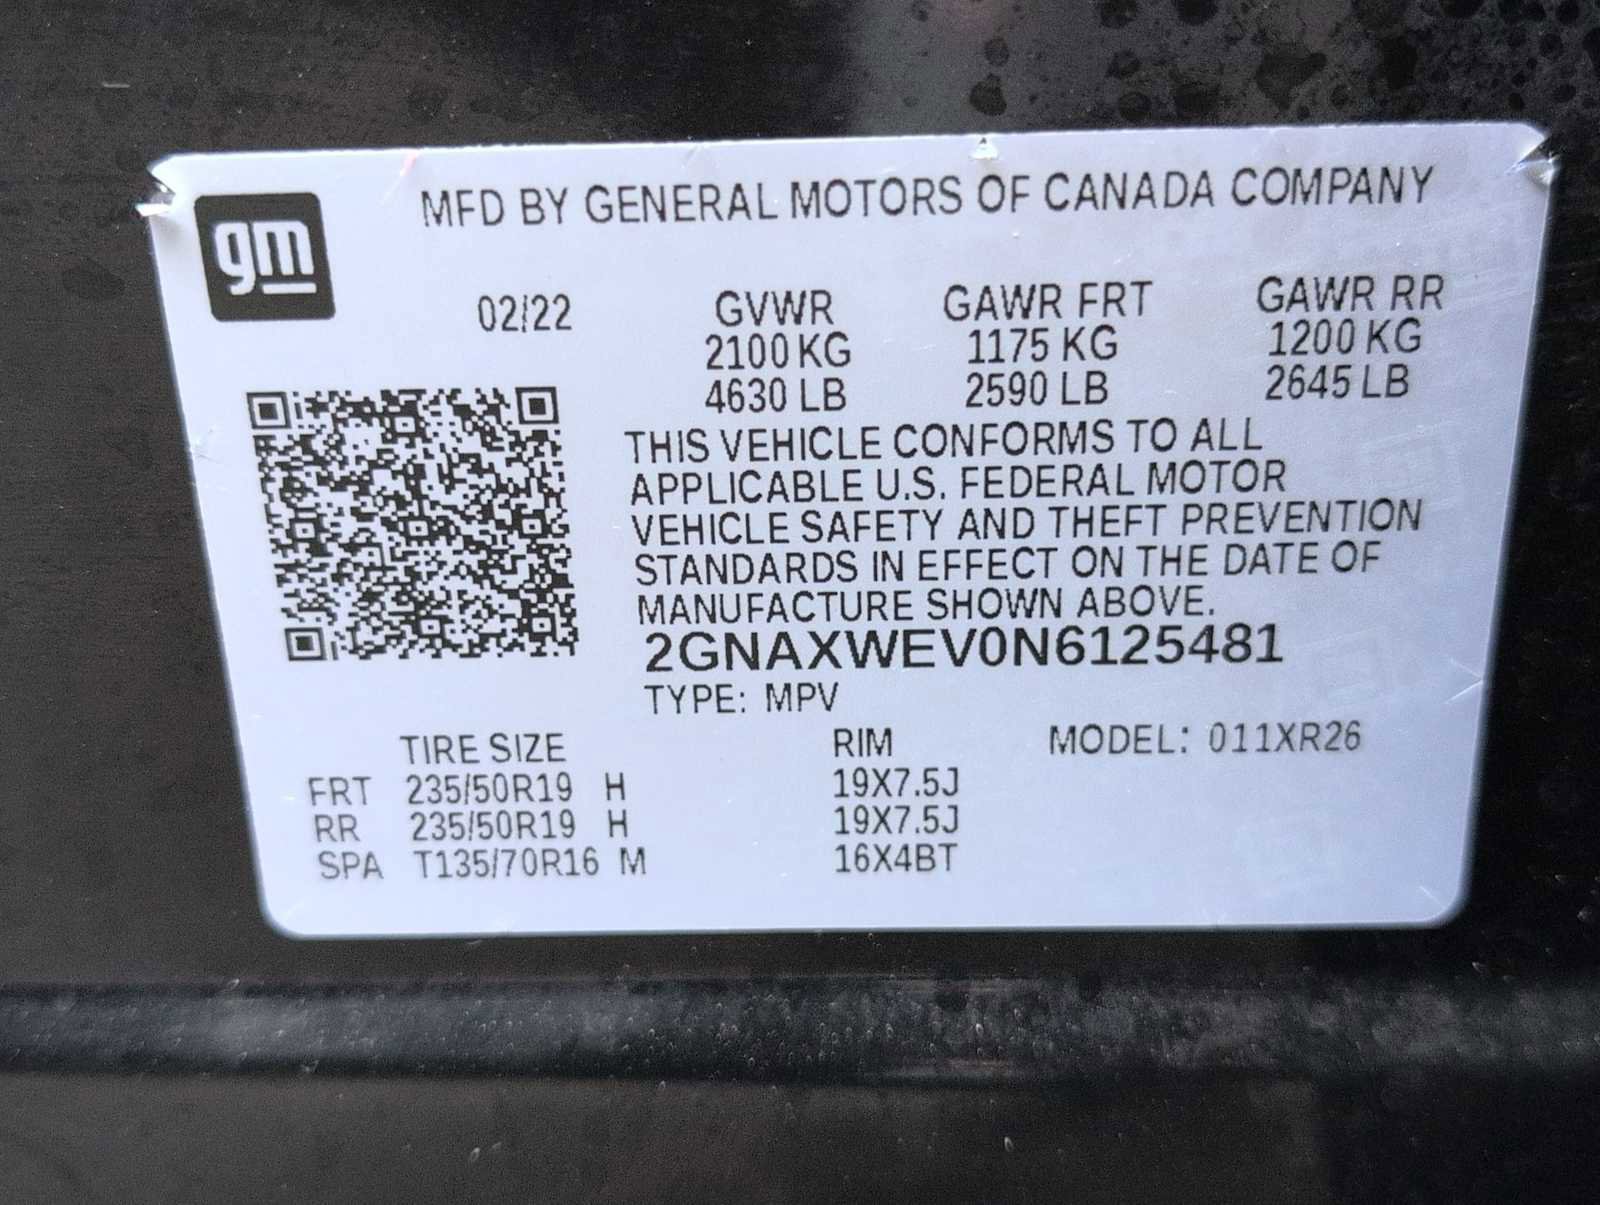 gm
MFD BY GENERAL MOTORS OF CANADA COMPANY
02/22 GVWR GAWR FRT GAWR RR
2100 KG 1175 KG 1200 KG
4630 LB 2590 LB 2645 LB
THIS VEHICLE CONFORMS TO ALL
APPLICABLE U.S. FEDERAL MOTOR
VEHICLE SAFETY AND THEFT PREVENTION
STANDARDS IN EFFECT ON THE DATE OF
MANUFACTURE SHOWN ABOVE.
2GNAXWEV0N6125481
TYPE: MPV
TIRE SIZE RIM MODEL: 011XR26
FRT 235/50R19 H 19X7.5J
RR 235/50R19 H 19X7.5J
SPA T135/70R16 M 16X4BT